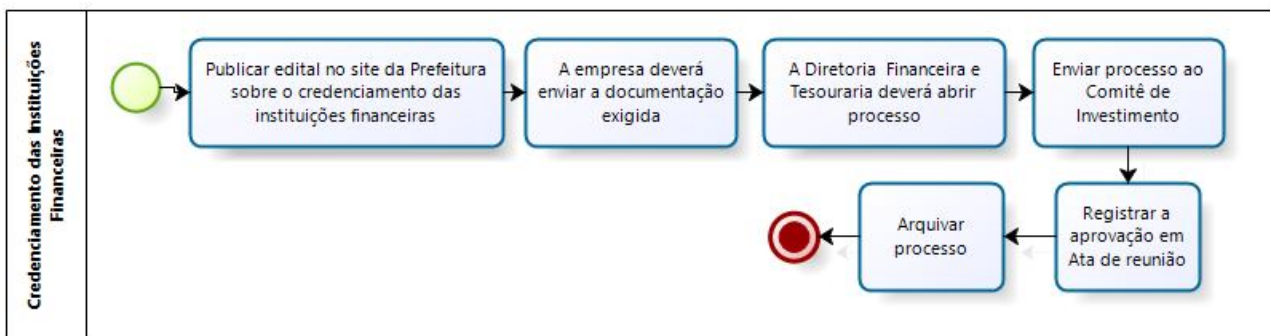 Credenciamento das Instituições
Financeiras
Publicar edital no site da Prefeitura
sobre o credenciamento das
instituições financeiras
A empresa deverá
enviar a documentação
exigida
A Diretoria Financeira e
Tesouraria deverá abrir
processo
Enviar processo ao
Comitê de
Investimento
Registrar a
aprovação em
Ata de reunião
Arquivar
processo